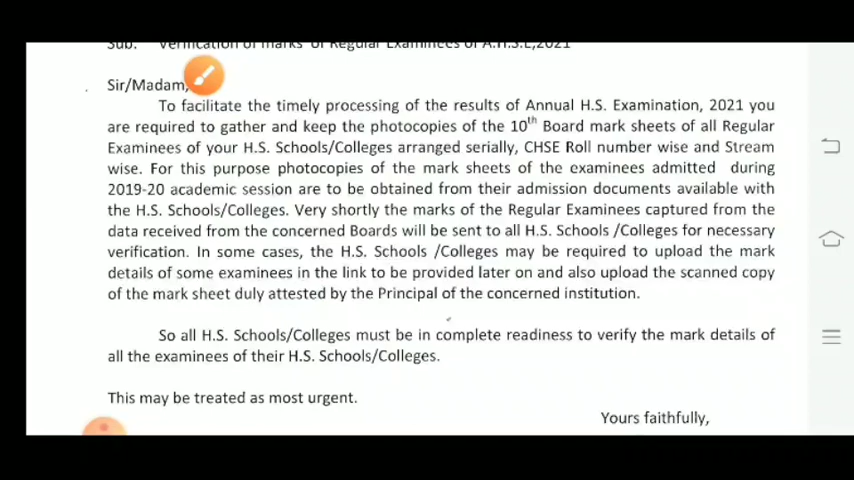 Sub: Verification of marks of Regular Examinees of A.H.S.E,2021
Sir/Madam,
To facilitate the timely processing of the results of Annual H.S. Examination, 2021 you
are required to gather and keep the photocopies of the 10th Board mark sheets of all Regular
Examinees of your H.S. Schools/Colleges arranged serially, CHSE Roll number wise and Stream
wise. For this purpose photocopies of the mark sheets of the examinees admitted during
2019-20 academic session are to be obtained from their admission documents available with
the H.S. Schools/Colleges. Very shortly the marks of the Regular Examinees captured from the
data received from the concerned Boards will be sent to all H.S. Schools /Colleges for necessary
verification. In some cases, the H.S. Schools /Colleges may be required to upload the mark
details of some examinees in the link to be provided later on and also upload the scanned copy
of the mark sheet duly attested by the Principal of the concerned institution.
So all H.S. Schools/Colleges must be in complete readiness to verify the mark details of
all the examinees of their H.S. Schools/Colleges.
This may be treated as most urgent.
Yours faithfully,